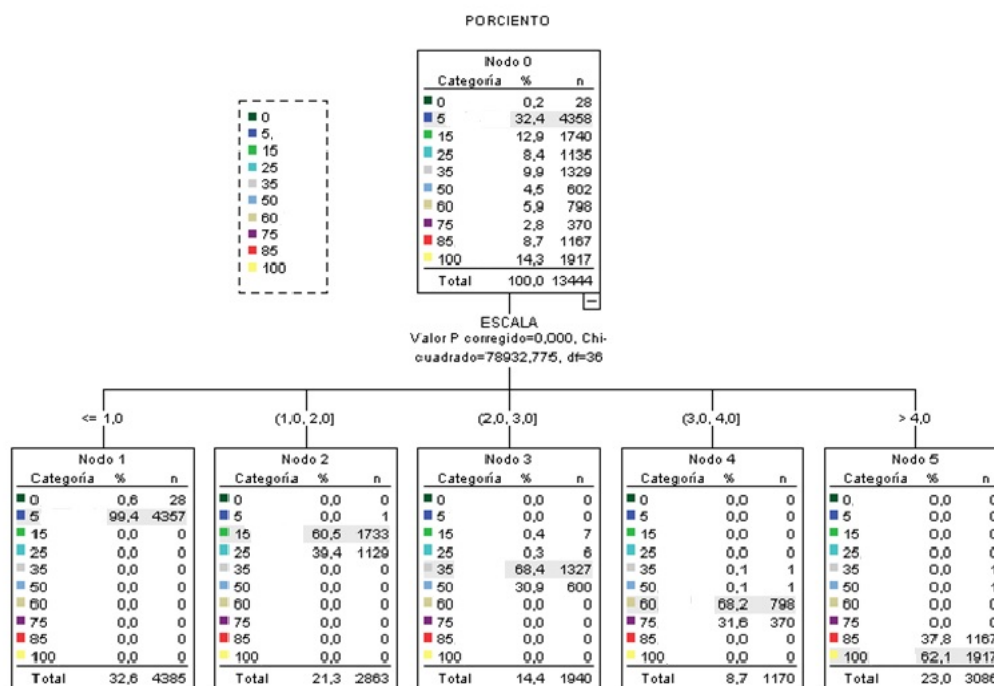 PORCIENTO
Nodo 0
Categoría % n
0 0,2 28
5 32,4 4358
15 12,9 1740
25 8,4 1135
35 9,9 1329
50 4,5 602
60 5,9 798
75 2,8 370
85 8,7 1167
100 14,3 1917
Total 100,0 13444
0
5,
15
25
35
50
60
75
85
100
ESCALA
Valor P corregido=0,000, Chi-
cuadrado=78932,775, df=36
<= 1,0
(1,0, 2,0]
(2,0, 3,0]
(3,0, 4,0]
> 4,0
Nodo 1
Categoría % n
0 0,6 28
5 99,4 4357
15 0,0 0
25 0,0 0
35 0,0 0
50 0,0 0
60 0,0 0
75 0,0 0
85 0,0 0
100 0,0 0
Total 32,6 4385
Nodo 2
Categoría % n
0 0,0 0
5 0,0 1
15 60,5 1733
25 39,4 1129
35 0,0 0
50 0,0 0
60 0,0 0
75 0,0 0
85 0,0 0
100 0,0 0
Total 21,3 2863
Nodo 3
Categoría % n
0 0,0 0
5 0,0 0
15 0,4 7
25 0,3 6
35 68,4 1327
50 30,9 600
60 0,0 0
75 0,0 0
85 0,0 0
100 0,0 0
Total 14,4 1940
Nodo 4
Categoría % n
0 0,0 0
5 0,0 0
15 0,0 0
25 0,0 0
35 0,1 1
50 0,1 1
60 68,2 798
75 31,6 370
85 0,0 0
100 0,0 0
Total 8,7 1170
Nodo 5
Categoría % n
0 0,0 0
5 0,0 0
15 0,0 0
25 0,0 0
35 0,0 1
50 0,0 1
60 0,0 0
75 0,0 0
85 37,8 1167
100 62,1 1917
Total 23,0 3086